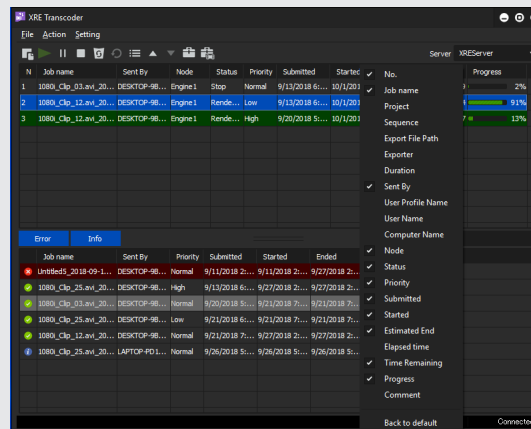 XRE Transcoder
File Action Setting
Server XREServer
N Job name Sent By Node Status Priority Submitted Started Progress
1 1080i_Clip_03.avi_20... DESKTOP-9B... Engine1 Stop Normal 9/13/2018 6:... 10/1/201 2%
2 1080i_Clip_12.avi_20... DESKTOP-9B... Engine1 Rende... Low 9/13/2018 6:... 10/1/201 91%
3 1080i_Clip_12.avi_20... DESKTOP-9B... Engine1 Rende... High 9/20/2018 5:... 10/1/201 13%
No.
Job name
Project
Sequence
Export File Path
Exporter
Duration
Sent By
User Profile Name
User Name
Computer Name
Node
Status
Priority
Submitted
Started
Estimated End
Elapsed time
Time Remaining
Progress
Comment
Back to default
Error Info
Job name Sent By Priority Submitted Started Ended
Untitled5_2018-09-1... DESKTOP-9B... Normal 9/11/2018 2:... 9/11/2018 2:... 9/27/2018 2:...
1080i_Clip_25.avi_20... DESKTOP-9B... High 9/13/2018 6:... 9/27/2018 2:... 9/27/2018 2:...
1080i_Clip_03.avi_20... DESKTOP-9B... Normal 9/20/2018 5:... 9/21/2018 7:... 9/21/2018 7:...
1080i_Clip_25.avi_20... DESKTOP-9B... Low 9/21/2018 6:... 9/21/2018 7:... 9/21/2018 7:...
1080i_Clip_12.avi_20... DESKTOP-9B... Normal 9/21/2018 7:... 9/27/2018 2:... 9/27/2018 2:...
1080i_Clip_25.avi_20... LAPTOP-PD1... Normal 9/26/2018 5:... 9/26/2018 5:... 9/26/2018 5:...
Connected